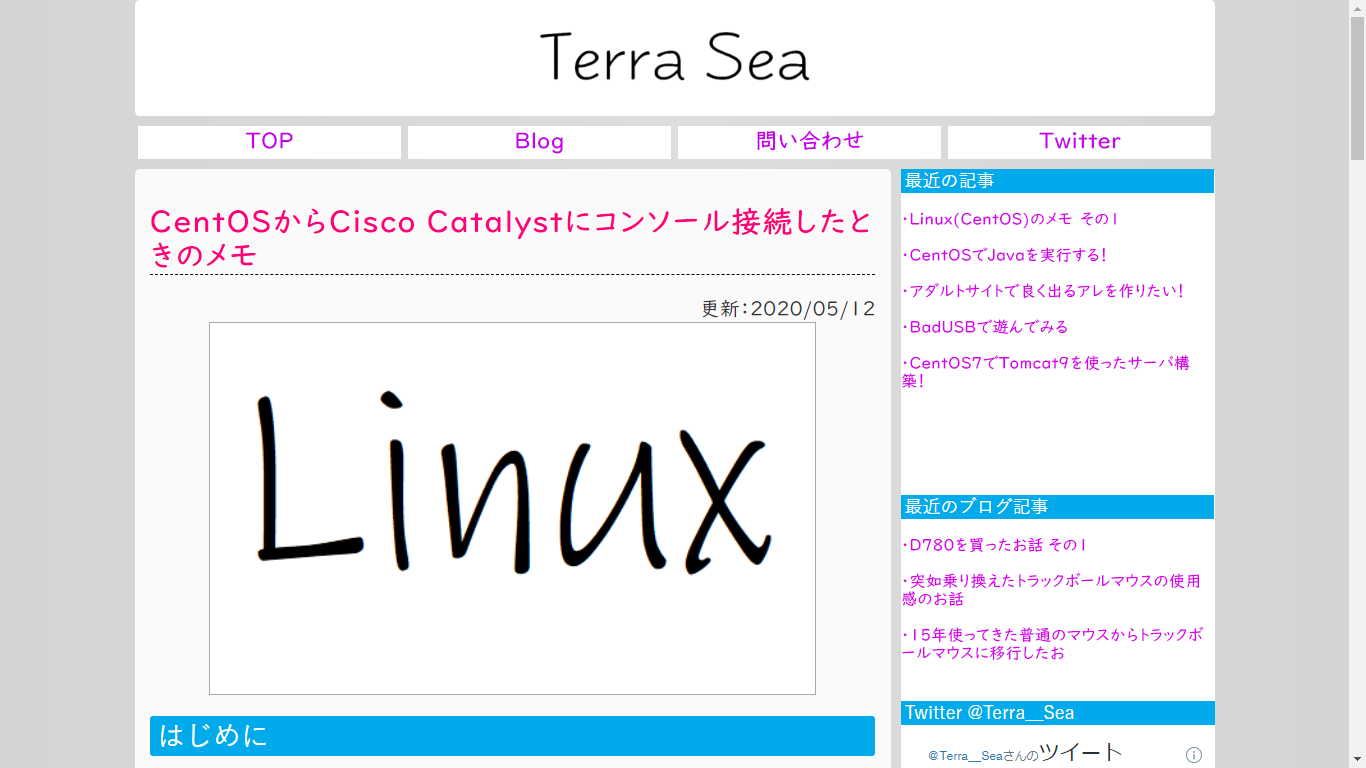 Terra Sea
TOP
Blog
問い合わせ
Twitter
CentOSからCisco Catalystにコンソール接続したと
きのメモ
更新：2020/05/12
Linux
はじめに
最近の記事
・Linux(CentOS)のメモ その1
・CentOSでJavaを実行する！
・アダルトサイトで良く出るアレを作りたい！
・BadUSBで遊んでみる
・CentOS7でTomcat9を使ったサーバ構
築！
最近のブログ記事
・D780を買ったお話 その1
・突如乗り換えたトラックボールマウスの使用
感のお話
・15年使ってきた普通のマウスからトラックボ
ールマウスに移行したお
Twitter @Terra__Sea
@Terra__Seaさんのツイート